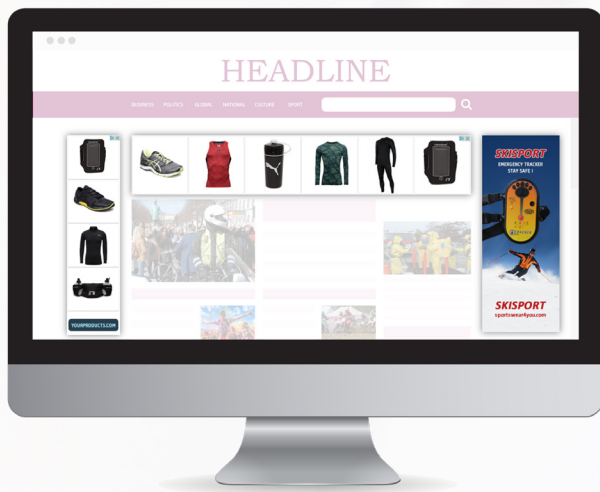 HEADLINE
BUSINESS POLITICS GLOBAL NATIONAL CULTURE SPORT
SKISPORT
EMERGENCY TRACKER
STAY SAFE !
SKISPORT
sportswear4you.com
YOURPRODUCTS.COM